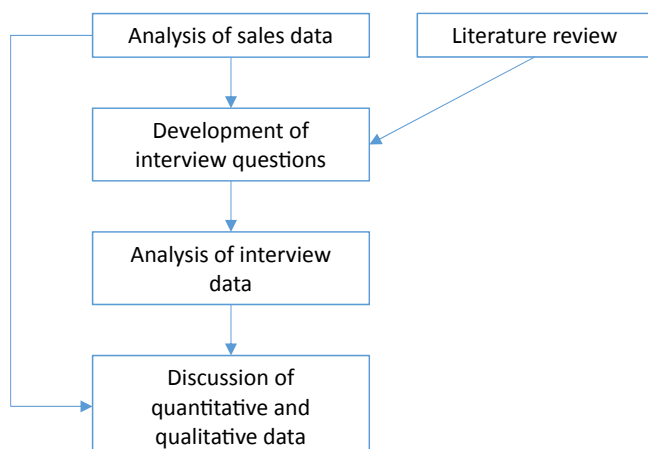 Analysis of sales data
Literature review
Development of
interview questions
Analysis of interview
data
Discussion of
quantitative and
qualitative data